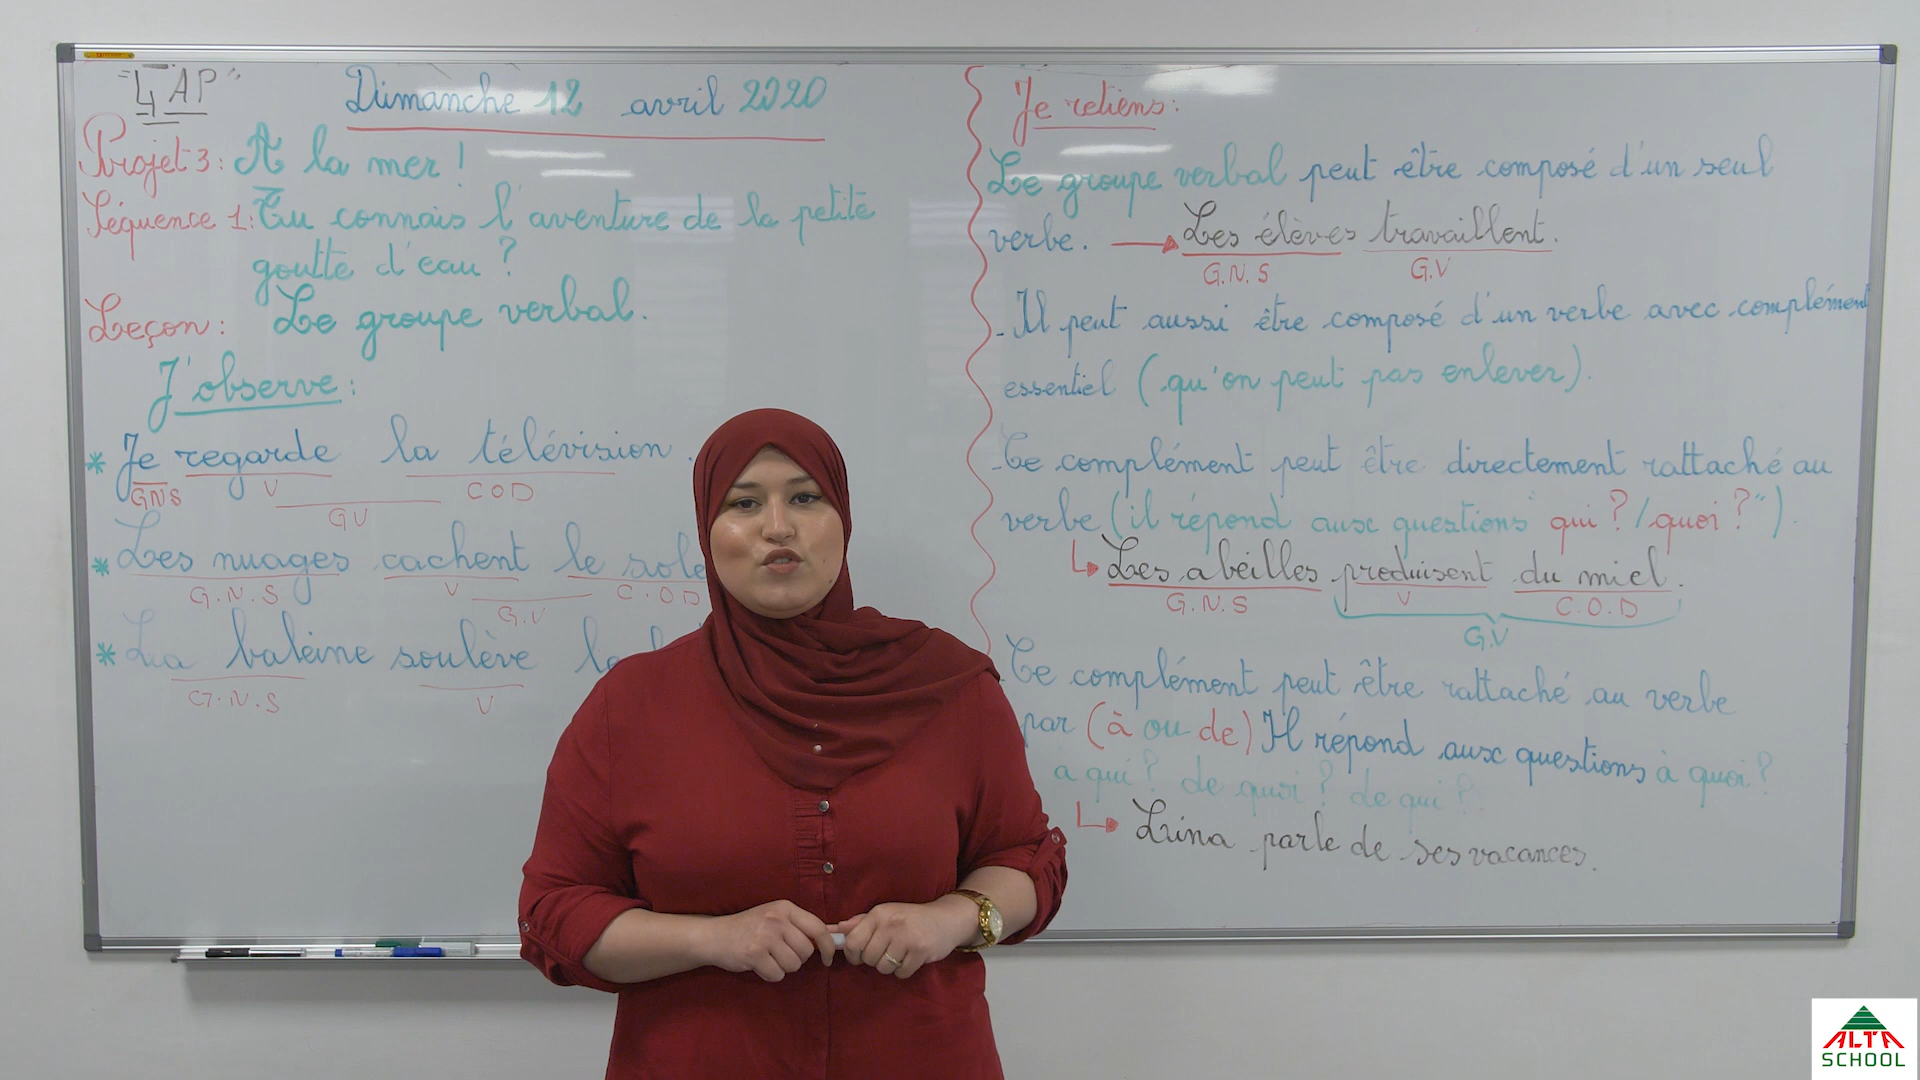 "4 AP"
Dimanche 12 avril 2020
Projet 3: A la mer !
Séquence 1: Tu connais l'aventure de la petite
goutte d'eau ?
Leçon: Le groupe verbal.
J'observe:
* Je regarde la télévision.
GNS V COD
GV
* Les nuages cachent le sole
G.N.S V C.O.D
G.V
* La baleine soulève
G.N.S V
Je retiens:
Le groupe verbal peut être composé d'un seul
verbe. → Les élèves travaillent.
G.N.S G.V
- Il peut aussi être composé d'un verbe avec complément
essentiel (qu'on peut pas enlever).
- Ce complément peut être directement rattaché au
verbe (il répond aux questions "qui ? / quoi ?").
↳ Les abeilles produisent du miel.
G.N.S V C.O.D
G.V
- Ce complément peut être rattaché au verbe
par (à ou de) Il répond aux questions à quoi ?
a qui ? de quoi ? de qui ?
↳ Lina parle de ses vacances.
ALTA
SCHOOL